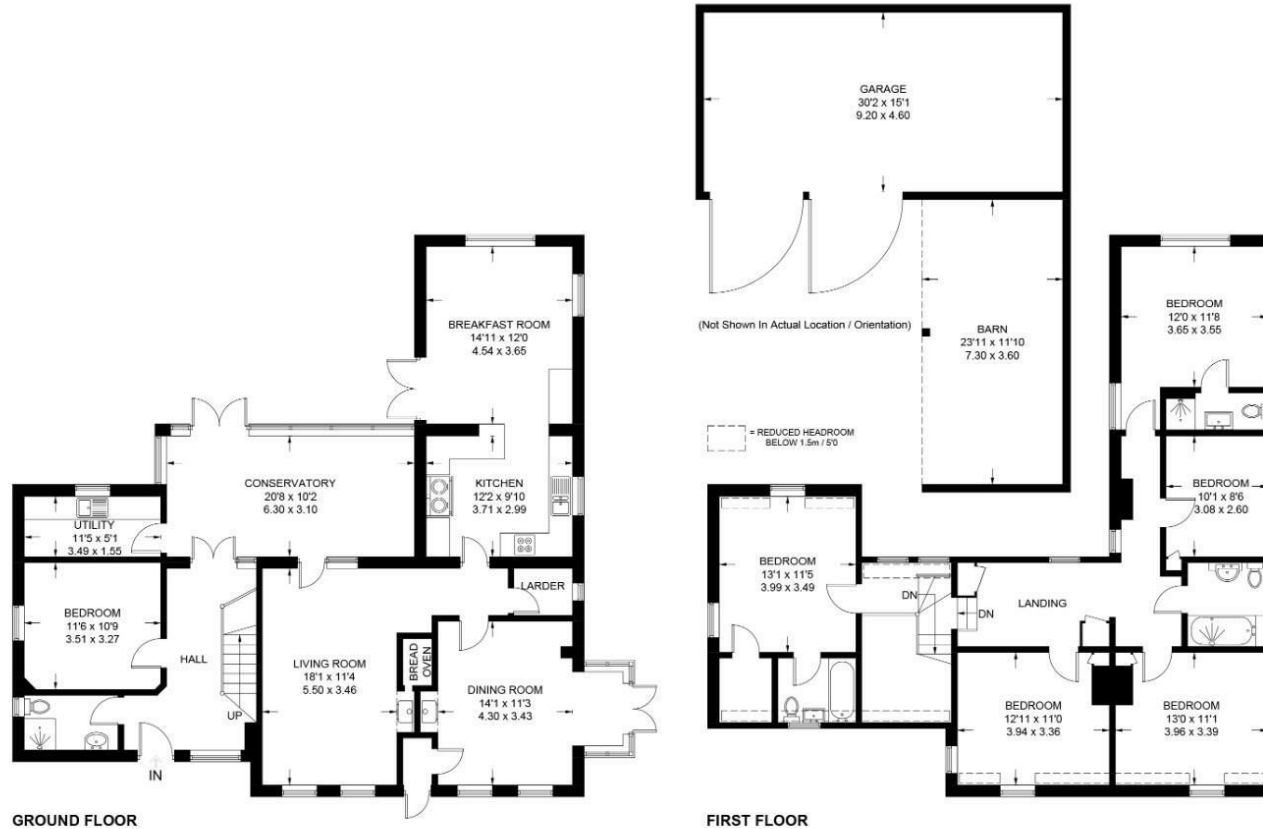 GARAGE
30'2 x 15'1
9.20 x 4.60
(Not Shown In Actual Location / Orientation)
BARN
23'11 x 11'10
7.30 x 3.60
= REDUCED HEADROOM
BELOW 1.5m / 5'0
BREAKFAST ROOM
14'11 x 12'0
4.54 x 3.65
CONSERVATORY
20'8 x 10'2
6.30 x 3.10
KITCHEN
12'2 x 9'10
3.71 x 2.99
UTILITY
11'5 x 5'1
3.49 x 1.55
BEDROOM
11'6 x 10'9
3.51 x 3.27
HALL
UP
IN
LIVING ROOM
18'1 x 11'4
5.50 x 3.46
BREAD
OVEN
LARDER
DINING ROOM
14'1 x 11'3
4.30 x 3.43
GROUND FLOOR
BEDROOM
12'0 x 11'8
3.65 x 3.55
BEDROOM
10'1 x 8'6
3.08 x 2.60
BEDROOM
13'1 x 11'5
3.99 x 3.49
DN
DN
LANDING
BEDROOM
12'11 x 11'0
3.94 x 3.36
BEDROOM
13'0 x 11'1
3.96 x 3.39
FIRST FLOOR